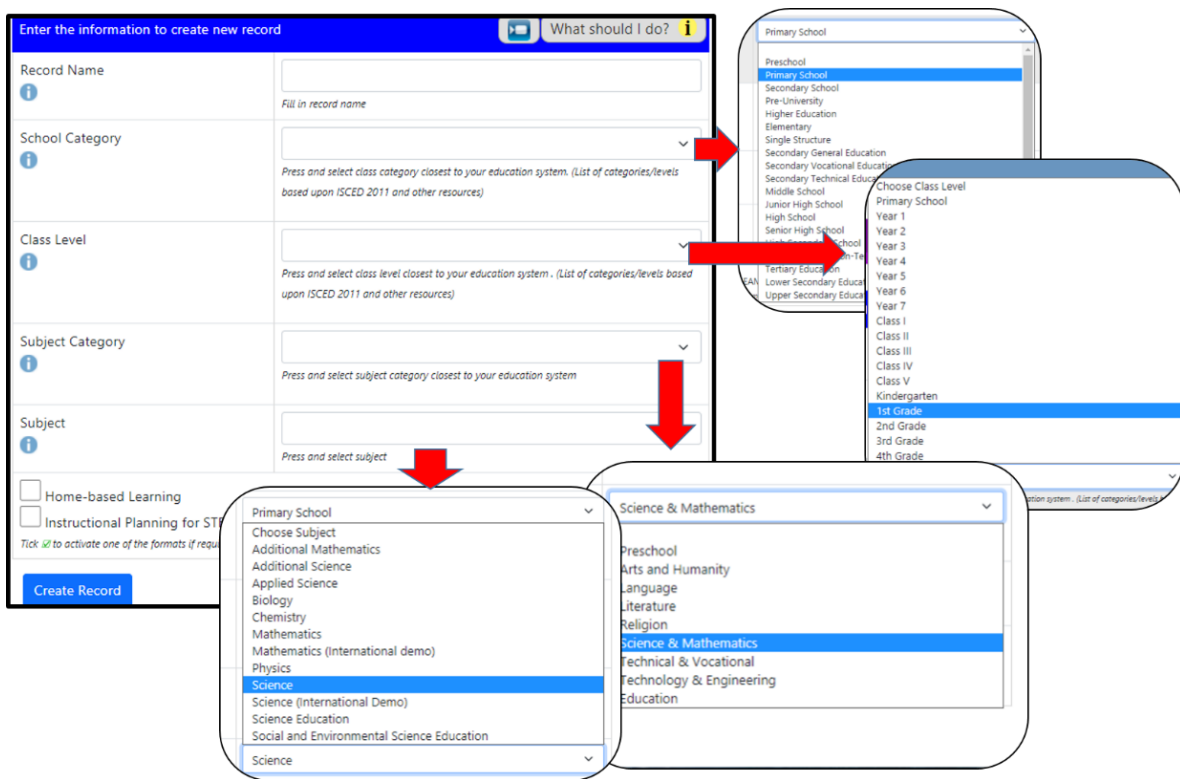 Enter the information to create new record
What should I do? i
Record Name
Fill in record name
School Category
Press and select class category closest to your education system. (List of categories/levels
based upon ISCED 2011 and other resources)
Class Level
Press and select class level closest to your education system . (List of categories/levels based
upon ISCED 2011 and other resources)
Subject Category
Press and select subject category closest to your education system
Subject
Press and select subject
Home-based Learning
Instructional Planning for
Tick to activate one of the formats if
Create Record
Primary School
Preschool
Primary School
Secondary School
Pre-University
Higher Education
Elementary
Single Structure
Secondary General Education
Secondary Vocational Education
Secondary Technical
Middle School
Junior High School
High School
Senior High School
School
Tertiary Education
Lower Secondary
Upper Secondary
Choose Class Level
Primary School
Year 1
Year 2
Year 3
Year 4
Year 5
Year 6
Year 7
Class I
Class II
Class III
Class IV
Class V
Kindergarten
1st Grade
2nd Grade
3rd Grade
4th Grade
system . (List of categories/levels
Primary School
Choose Subject
Additional Mathematics
Additional Science
Applied Science
Biology
Chemistry
Mathematics
Mathematics (International demo)
Physics
Science
Science (International Demo)
Science Education
Social and Environmental Science Education
Science
Science & Mathematics
Preschool
Arts and Humanity
Language
Literature
Religion
Science & Mathematics
Technical & Vocational
Technology & Engineering
Education